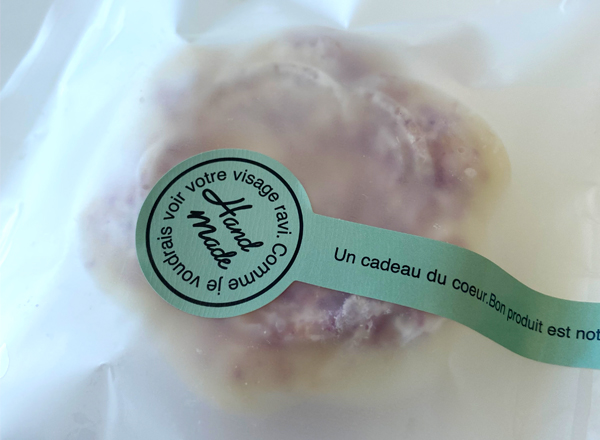 Comme je voudrais voir votre visage ravi.
Hand
Made
Un cadeau du coeur.Bon produit est not